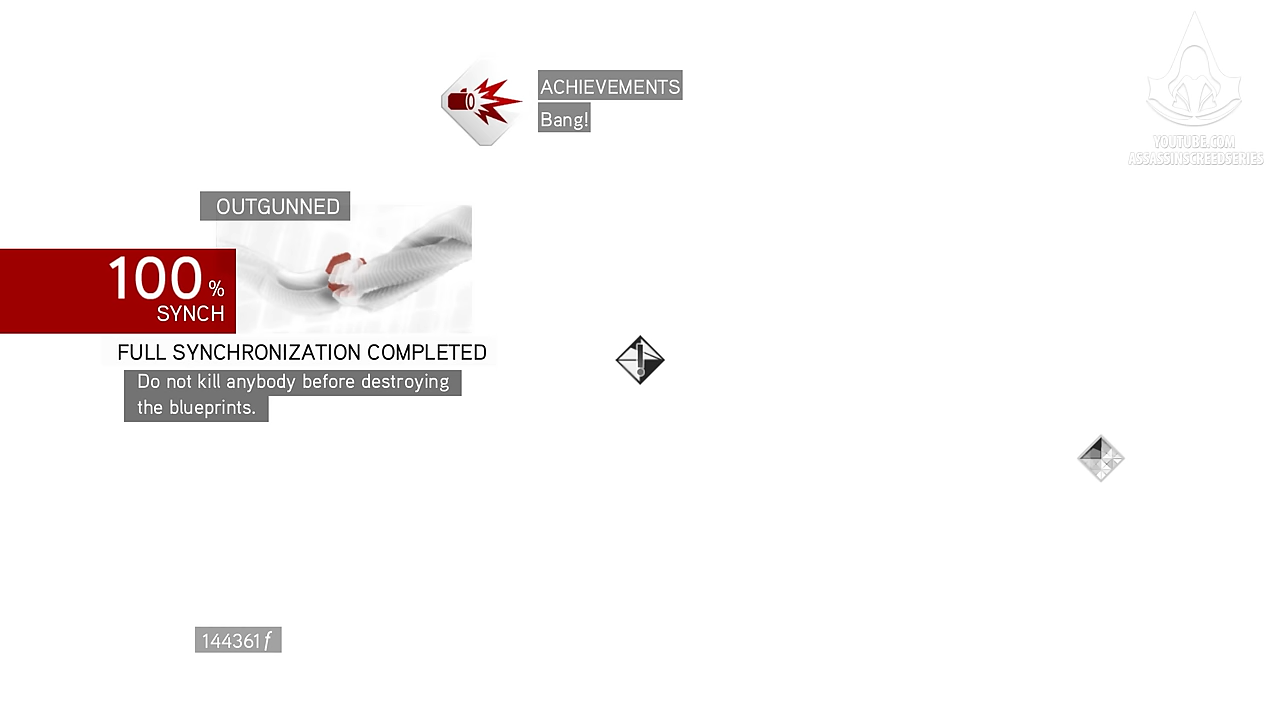 ACHIEVEMENTS
Bang!
YOUTUBE.COM
ASSASSINSCREEDSERIES
OUTGUNNED
100%
SYNCH
FULL SYNCHRONIZATION COMPLETED
Do not kill anybody before destroying
the blueprints.
144361ƒ